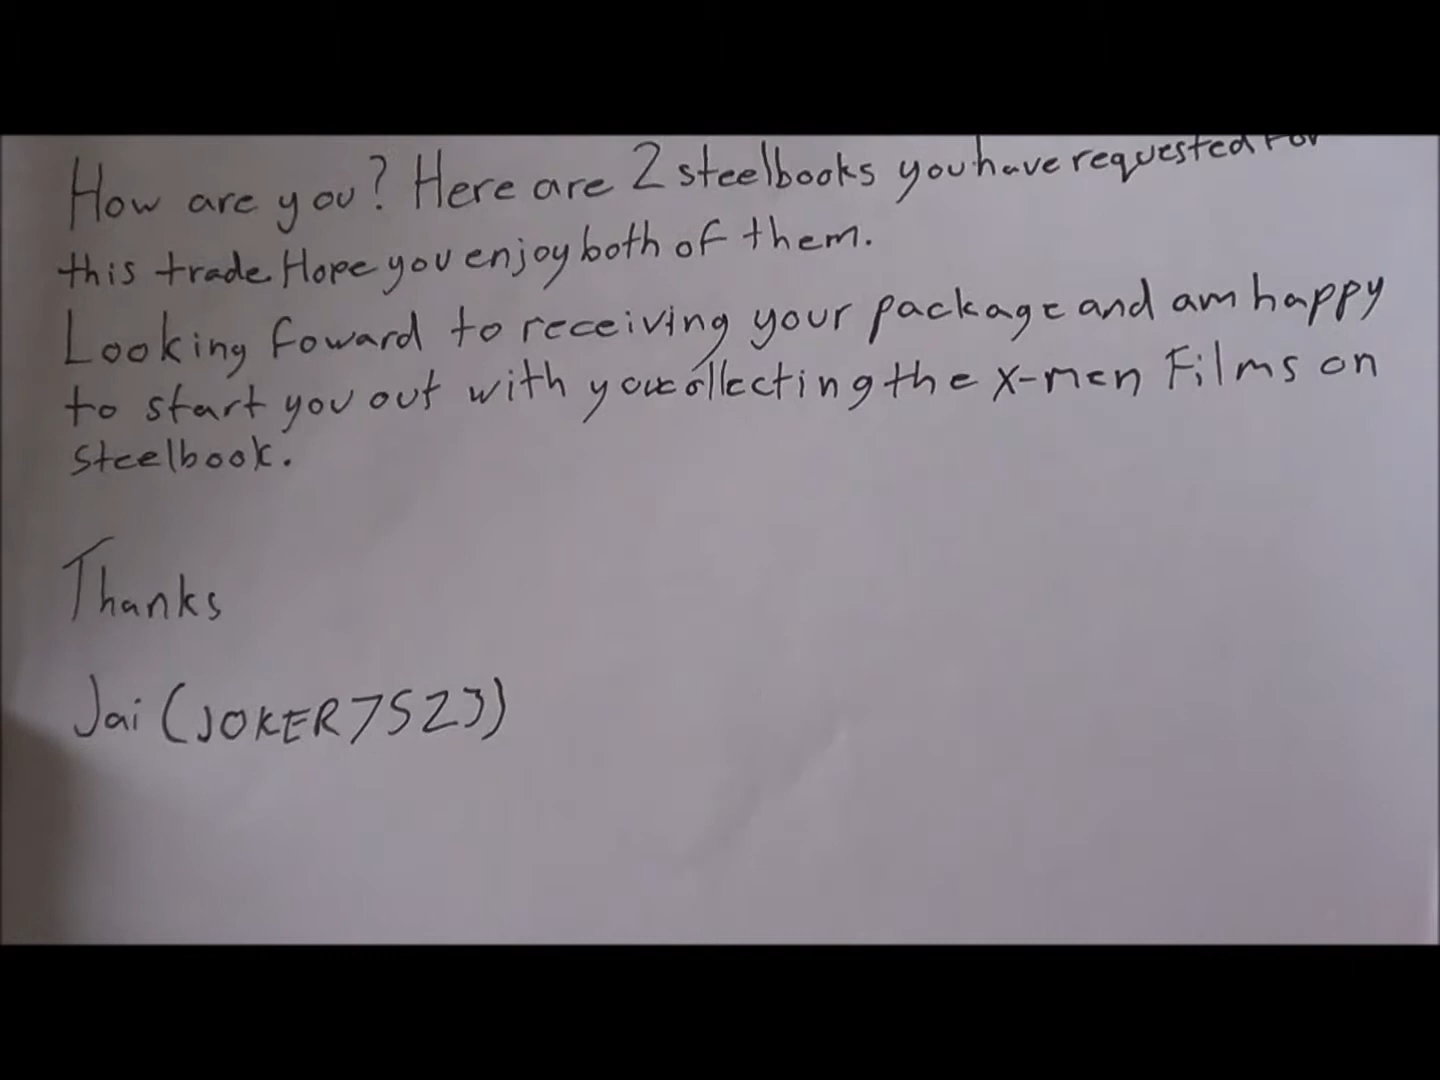 How are you? Here are 2 steelbooks you have requested for
this trade. Hope you enjoy both of them.
Looking foward to receiving your package and am happy
to start you out with collecting the x-men Films on
steelbook.
Thanks
Jai (JOKER7523)